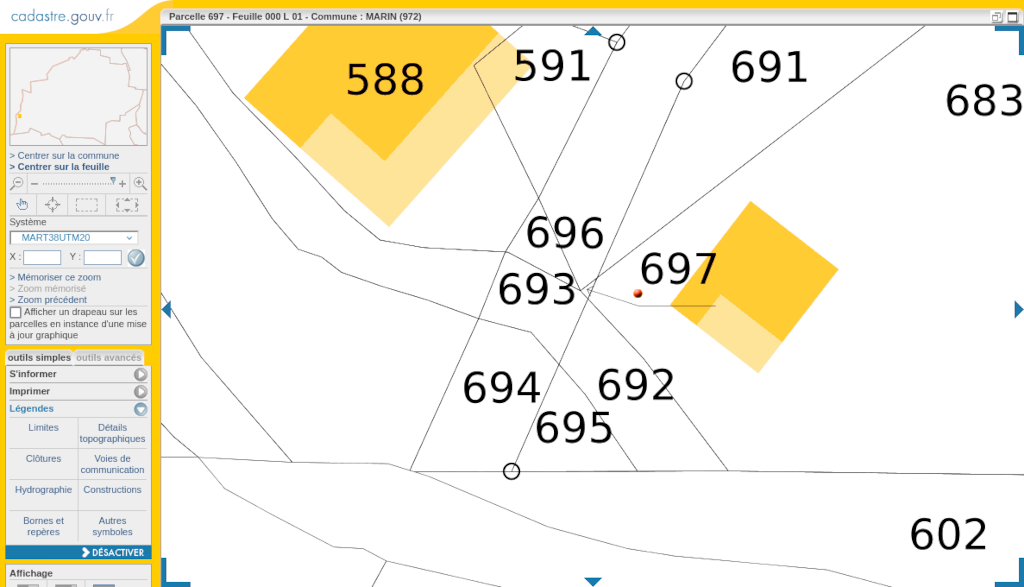 cadastre.gouv.fr
Parcelle 697 - Feuille 000 L 01 - Commune : MARIN (972)
> Centrer sur la commune
> Centrer sur la feuille
Système
MART38UTM20
X : Y :
> Mémoriser ce zoom
> Zoom mémorisé
> Zoom précédent
Afficher un drapeau sur les
parcelles en instance d'une mise
à jour graphique
outils simples outils avancés
S'informer
Imprimer
Légendes
Limites
Détails
topographiques
Clôtures
Voies de
communication
Hydrographie
Constructions
Bornes et
repères
Autres
symboles
DÉSACTIVER
Affichage
588
591
691
683
696
697
693
694
692
695
602